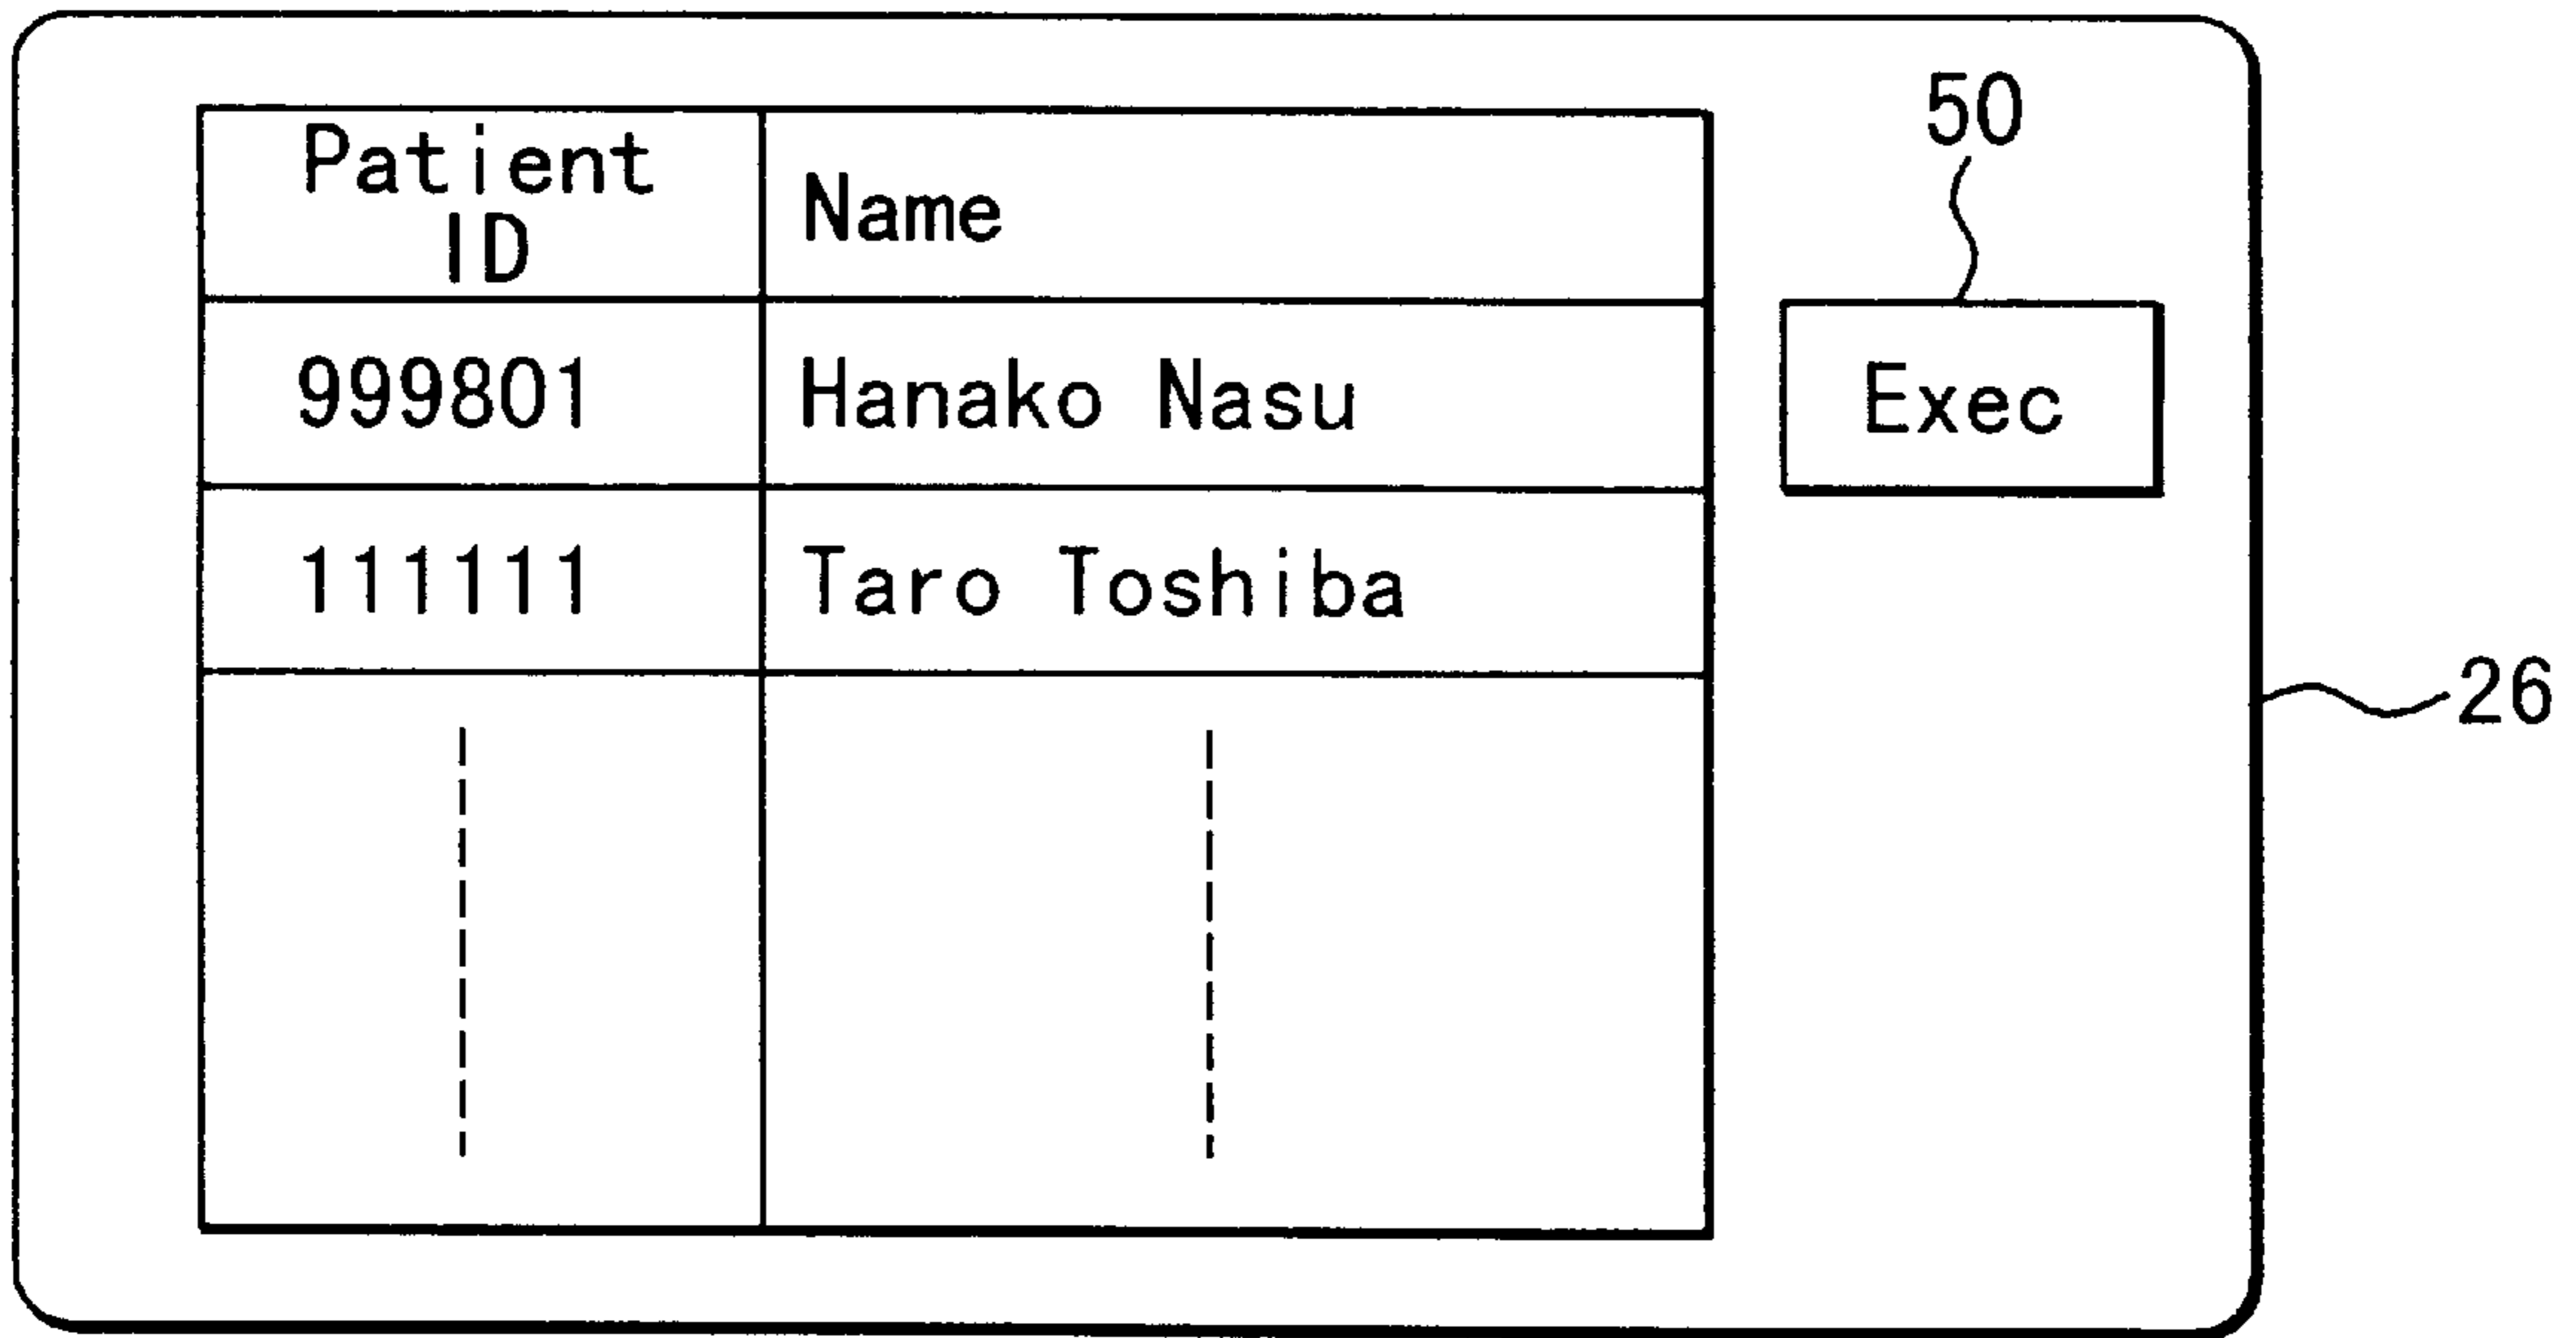 50
Patient
ID
Name
999801
Hanako Nasu
Exec
111111
Taro Toshiba
26